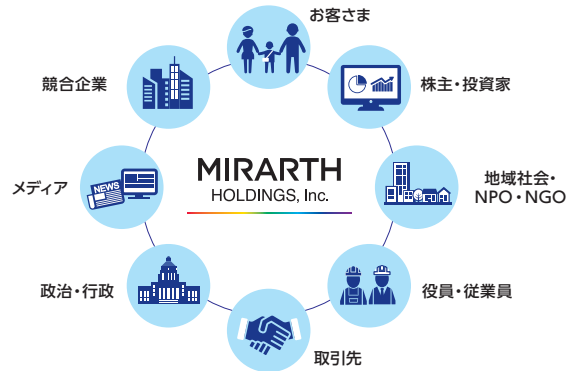 お客さま
競合企業
株主・投資家
メディア
NEWS
MIRARTH
HOLDINGS, Inc.
地域社会・
NPO・NGO
政治・行政
役員・従業員
取引先